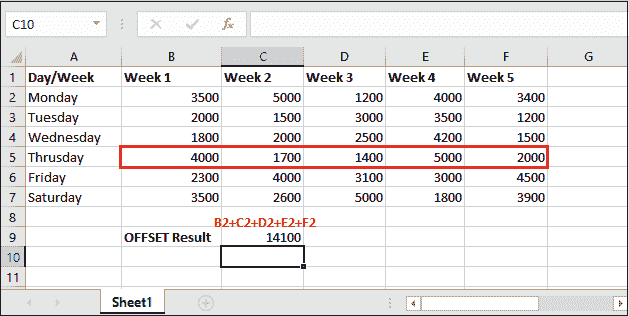 C10 fx
A B C D E F G
1 Day/Week Week 1 Week 2 Week 3 Week 4 Week 5
2 Monday 3500 5000 1200 4000 3400
3 Tuesday 2000 1500 3000 3500 1200
4 Wednesday 1800 2000 2500 4200 1500
5 Thrusday 4000 1700 1400 5000 2000
6 Friday 2300 4000 3100 3000 4500
7 Saturday 3500 2600 5000 1800 3900
8 B2+C2+D2+E2+F2
9 OFFSET Result 14100
10
11
Sheet1